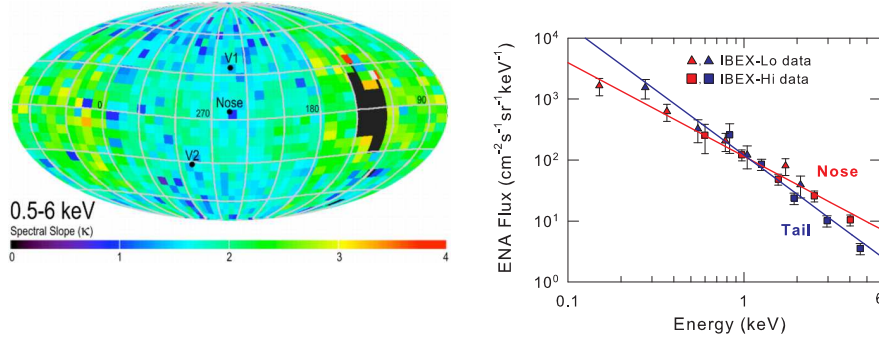 V1
Nose
V2
0
270
180
90
0.5-6 keV
Spectral Slope (κ)
0 1 2 3 4
ENA Flux (cm⁻²s⁻¹sr⁻¹keV⁻¹)
10⁴
10³
10²
10¹
10⁰
▲,▲ IBEX-Lo data
■,■ IBEX-Hi data
Nose
Tail
0.1 1 6
Energy (keV)